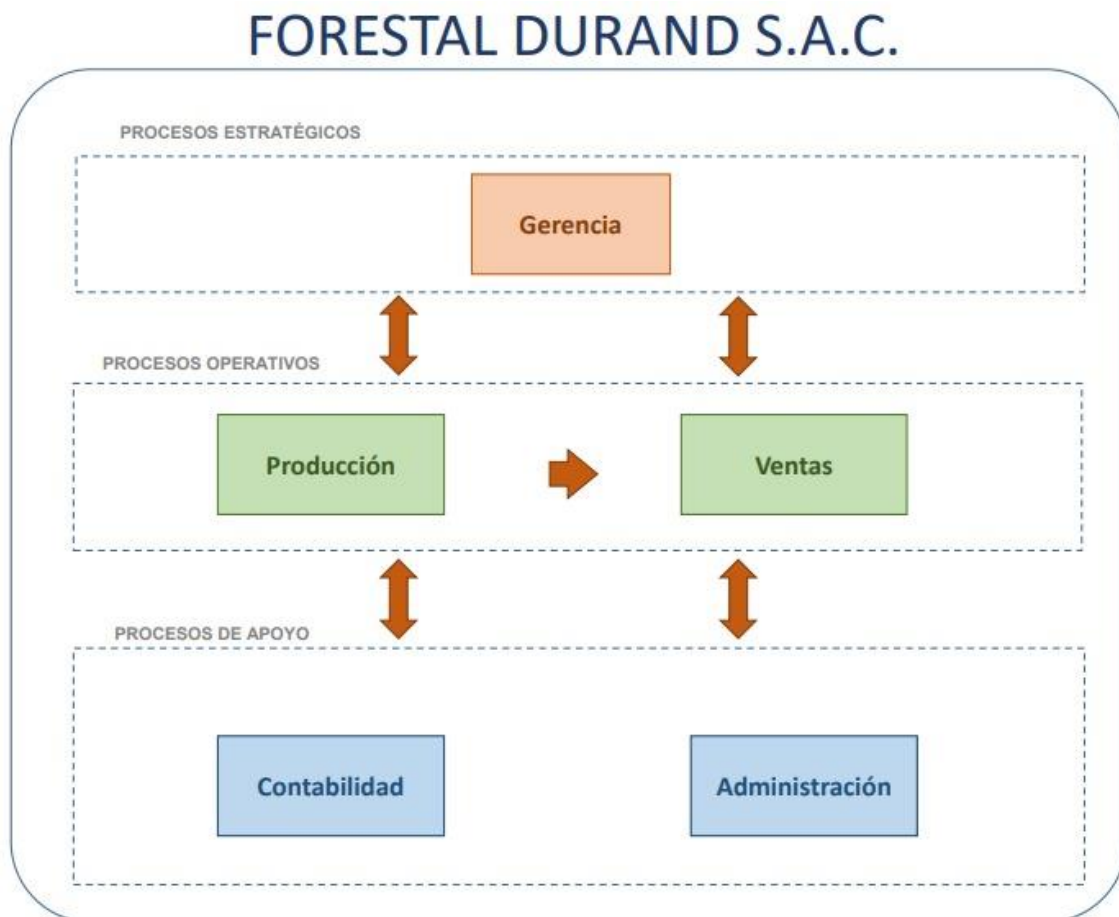 FORESTAL DURAND S.A.C.
PROCESOS ESTRATÉGICOS
Gerencia
PROCESOS OPERATIVOS
Producción
Ventas
PROCESOS DE APOYO
Contabilidad
Administración